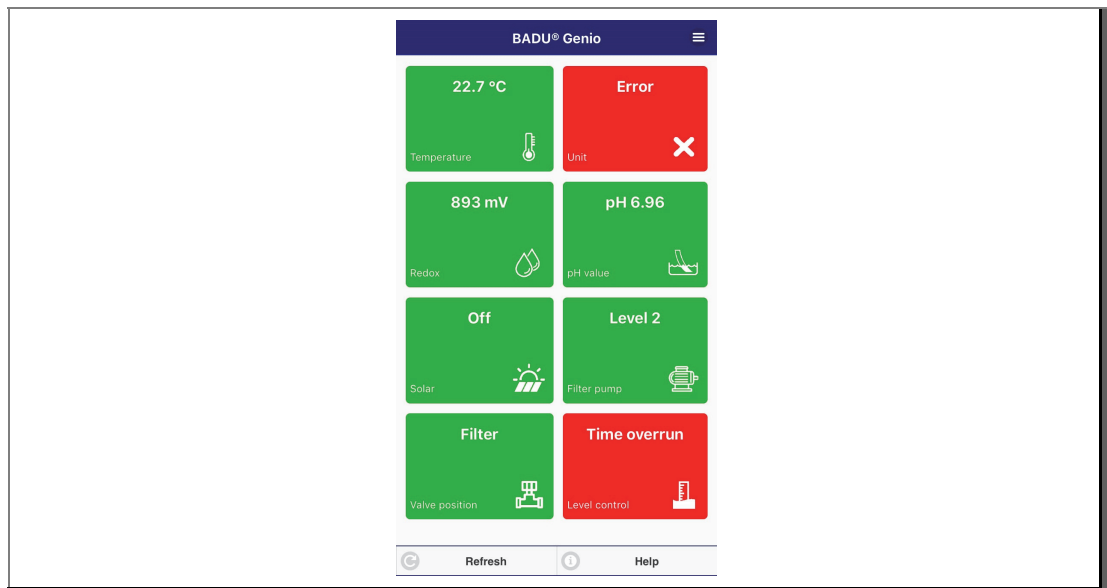 BADU® Genio
22.7 °C
Temperature
Error
Unit
893 mV
Redox
pH 6.96
pH value
Off
Solar
Level 2
Filter pump
Filter
Valve position
Time overrun
Level control
Refresh
Help